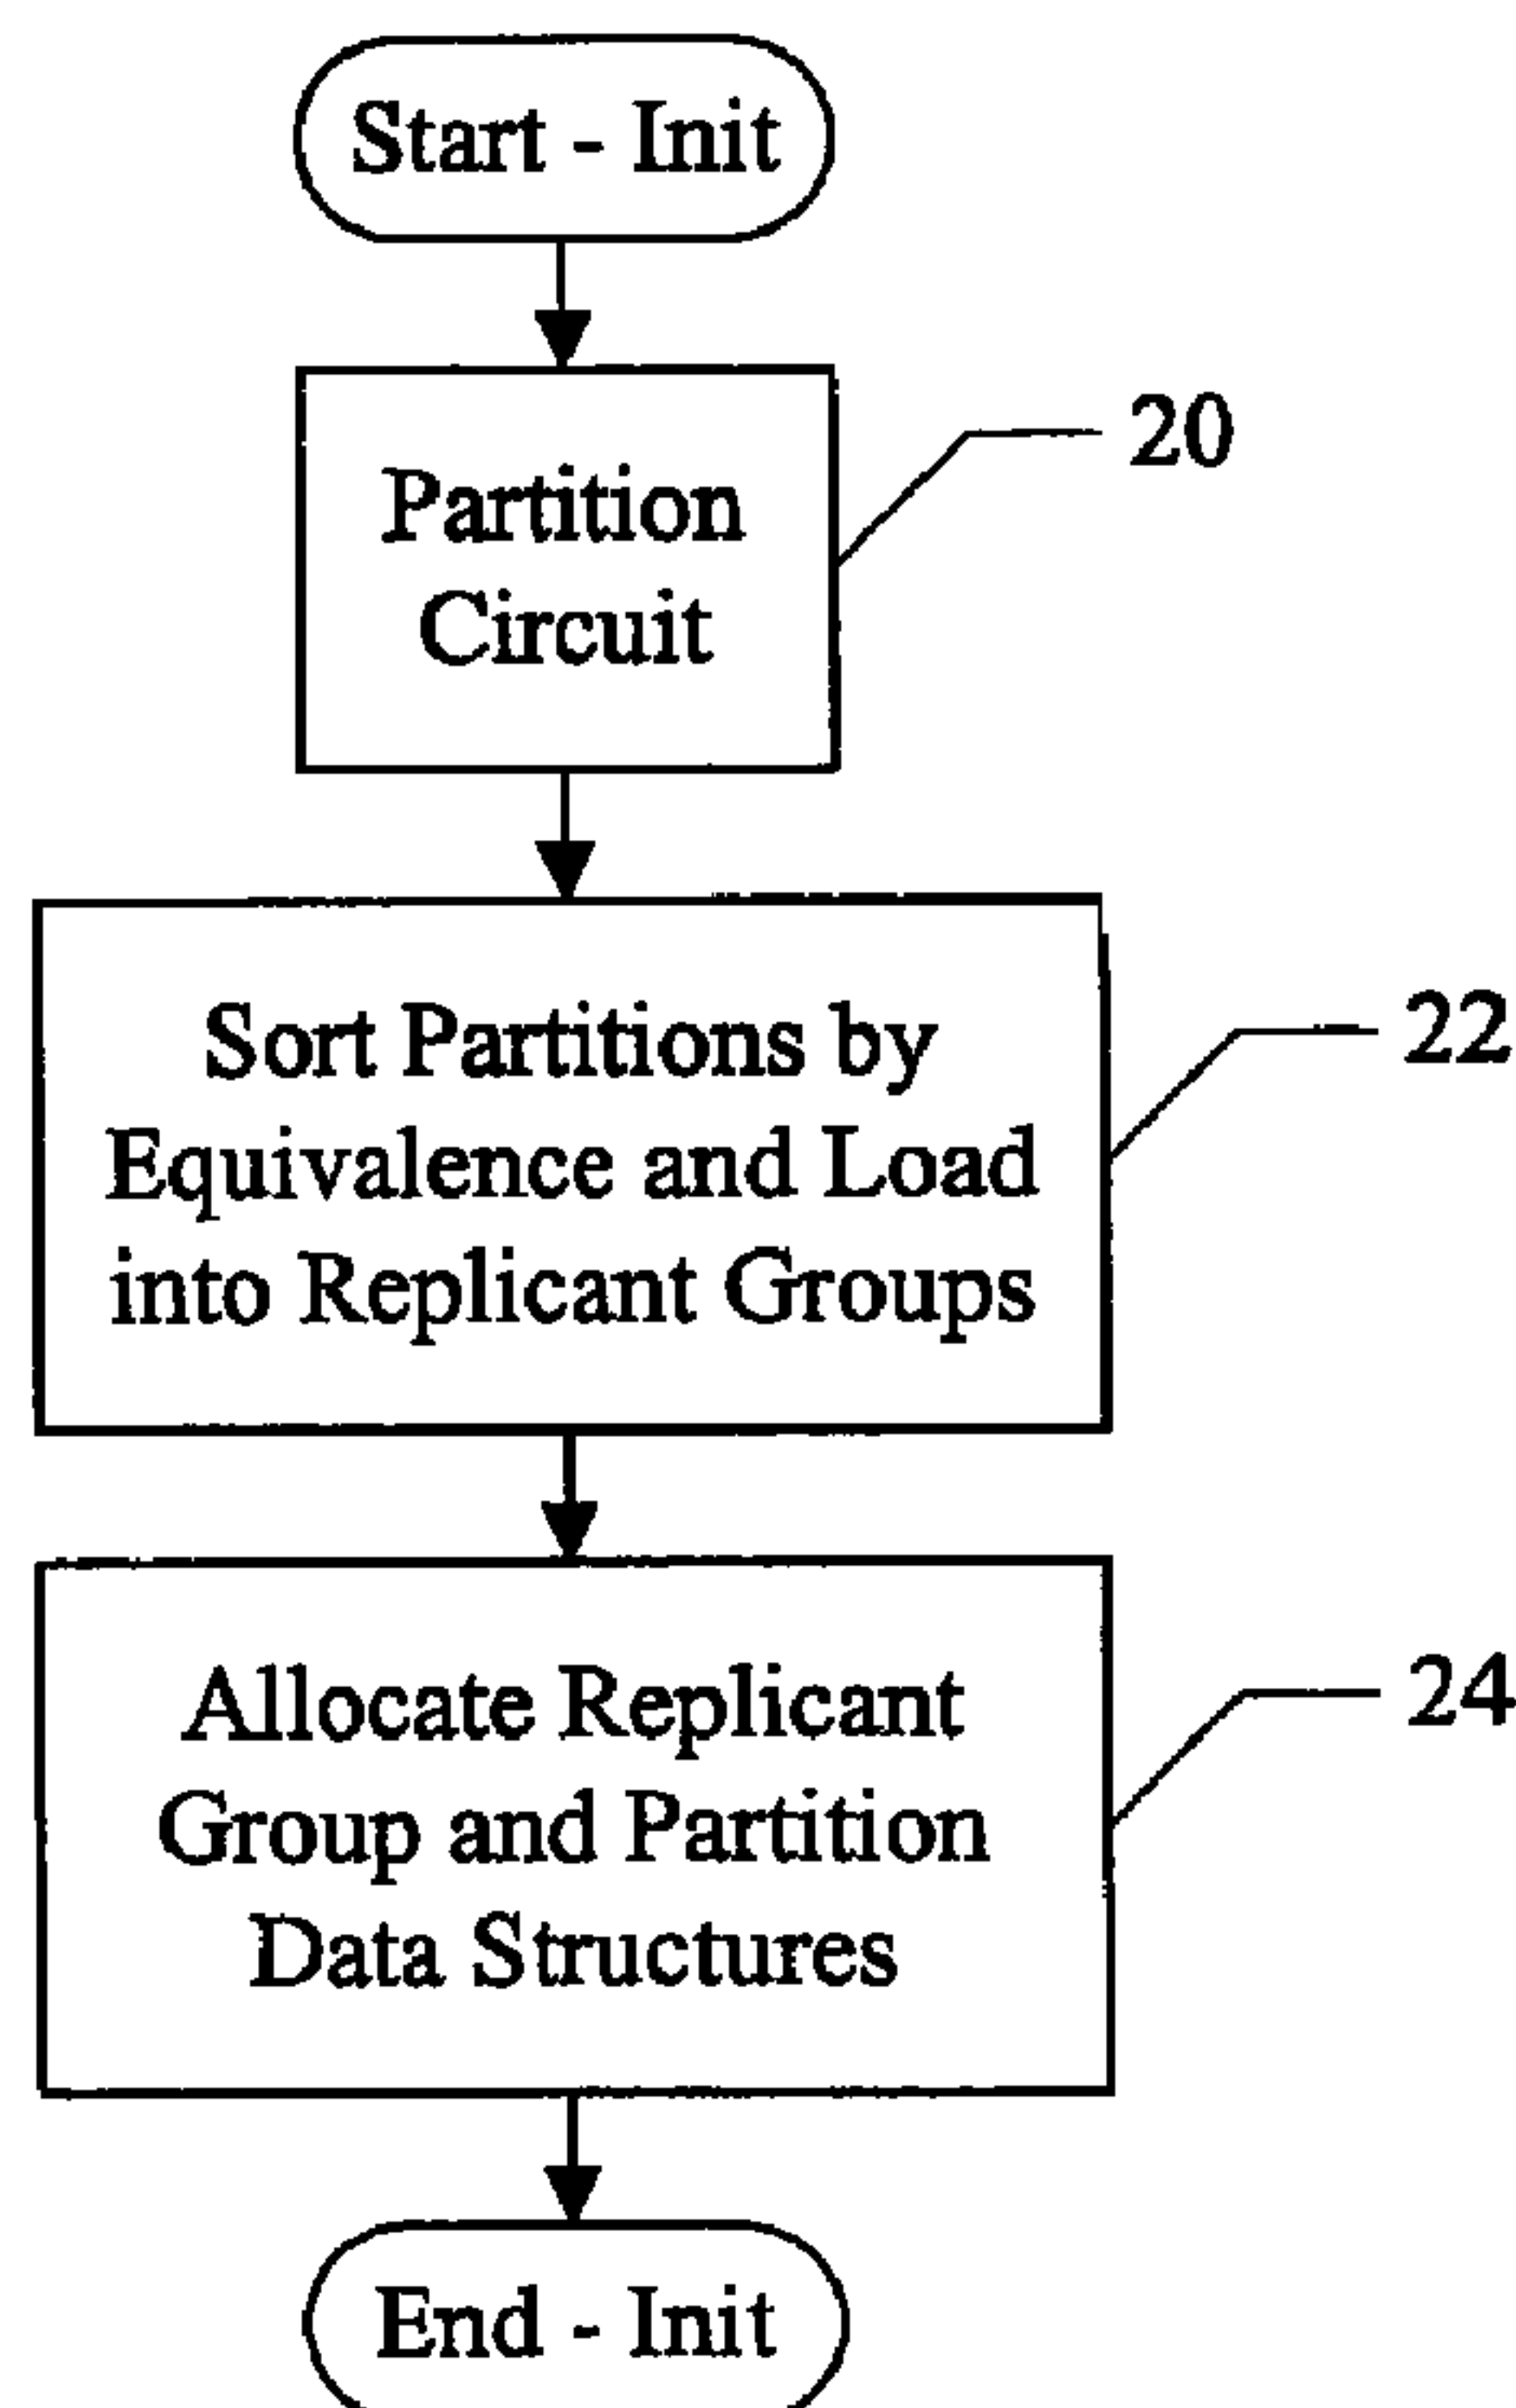 Start - Init
Partition
Circuit
20
Sort Partitions by
Equivalence and Load
into Replicant Groups
22
Allocate Replicant
Group and Partition
Data Structures
24
End - Init